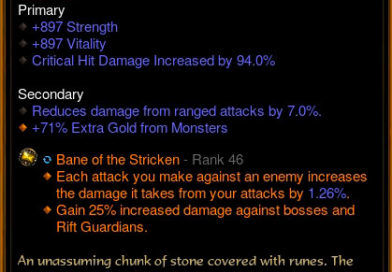 Primary
+897 Strength
+897 Vitality
Critical Hit Damage Increased by 94.0%
Secondary
Reduces damage from ranged attacks by 7.0%.
+71% Extra Gold from Monsters
Bane of the Stricken - Rank 46
Each attack you make against an enemy increases
the damage it takes from your attacks by 1.26%.
Gain 25% increased damage against bosses and
Rift Guardians.
An unassuming chunk of stone covered with runes. The